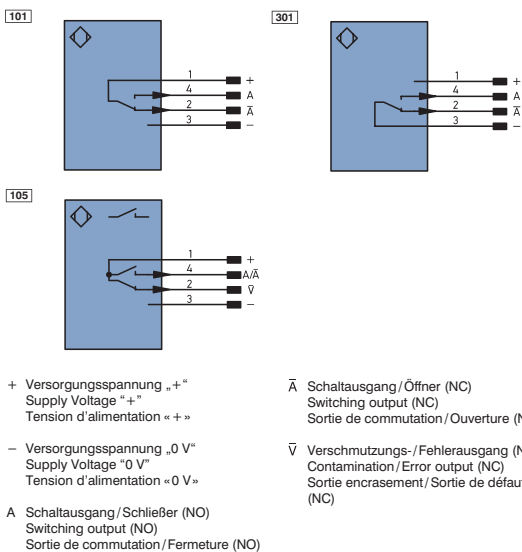 101
1 +
4 A
2 A̅
3 −
301
1 +
4 A
2 A̅
3 −
105
1 +
4 A/A̅
2 V̅
3 −
+ Versorgungsspannung „+“
Supply Voltage “+”
Tension d’alimentation «+»
− Versorgungsspannung „0 V“
Supply Voltage “0 V”
Tension d’alimentation «0 V»
A Schaltausgang/Schließer (NO)
Switching output (NO)
Sortie de commutation/Fermeture (NO)
A̅ Schaltausgang/Öffner (NC)
Switching output (NC)
Sortie de commutation/Ouverture
V̅ Verschmutzungs-/Fehlerausgang
Contamination/Error output (NC)
Sortie encrassement/Sortie de
(NC)